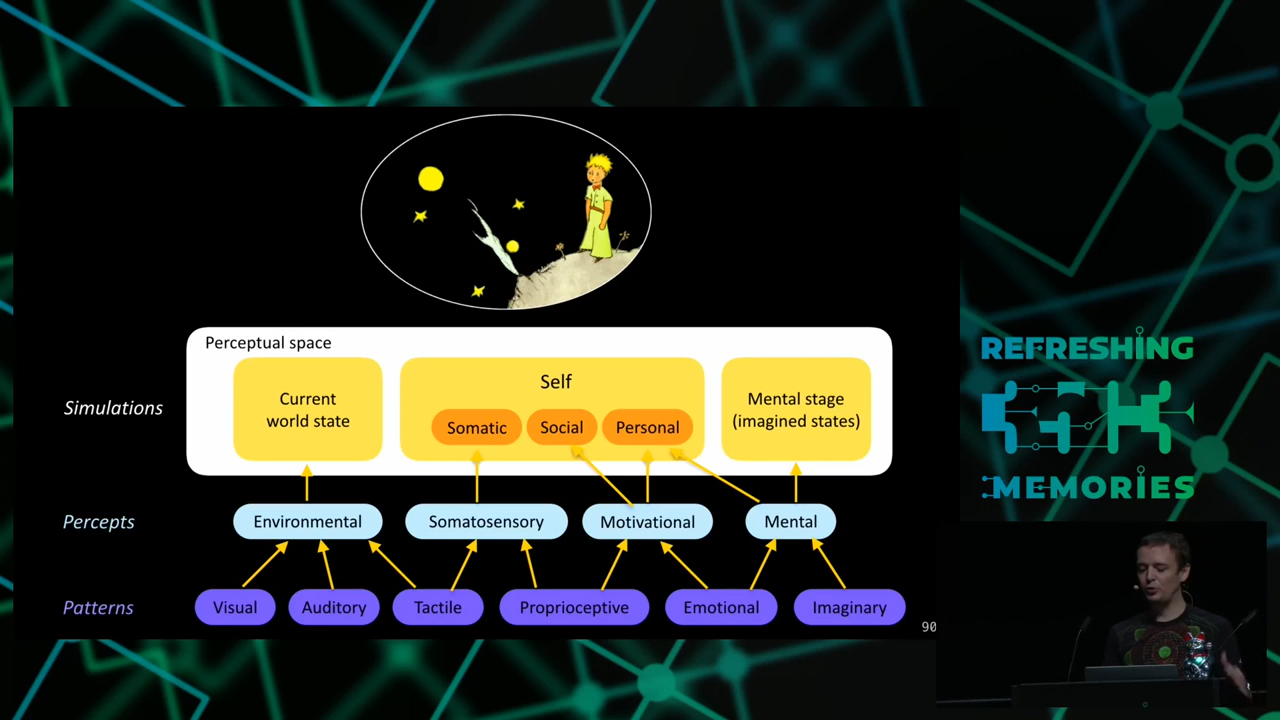 Perceptual space
Simulations
Current
world state
Self
Somatic
Social
Personal
Mental stage
(imagined states)
Percepts
Environmental
Somatosensory
Motivational
Mental
Patterns
Visual
Auditory
Tactile
Proprioceptive
Emotional
Imaginary
90
REFRESHING
MEMORIES